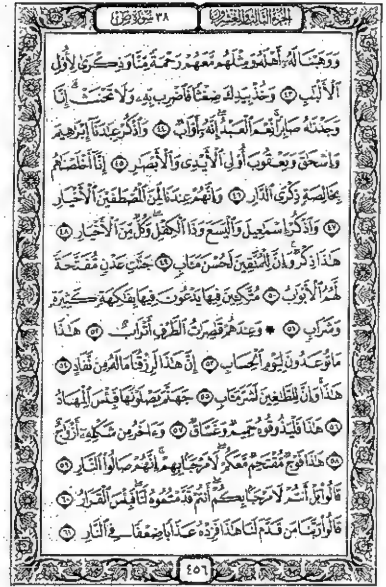 الجزء الثالث والعشرون ٣٨ سورة ص
وَوَهَبْنَا لَهُۥٓ أَهْلَهُۥ وَمِثْلَهُم مَّعَهُمْ رَحْمَةً مِّنَّا وَذِكْرَىٰ لِأُو۟لِى
ٱلْأَلْبَٰبِ ٤٣ وَخُذْ بِيَدِكَ ضِغْثًا فَٱضْرِب بِّهِۦ وَلَا تَحْنَثْ ۗ إِنَّا
وَجَدْنَٰهُ صَابِرًا ۚ نِّعْمَ ٱلْعَبْدُ ۖ إِنَّهُۥٓ أَوَّابٌ ٤٤ وَٱذْكُرْ عِبَٰدَنَآ إِبْرَٰهِيمَ
وَإِسْحَٰقَ وَيَعْقُوبَ أُو۟لِى ٱلْأَيْدِى وَٱلْأَبْصَٰرِ ٤٥ إِنَّآ أَخْلَصْنَٰهُم
بِخَالِصَةٍ ذِكْرَى ٱلدَّارِ ٤٦ وَإِنَّهُمْ عِندَنَا لَمِنَ ٱلْمُصْطَفَيْنَ ٱلْأَخْيَارِ
٤٧ وَٱذْكُرْ إِسْمَٰعِيلَ وَٱلْيَسَعَ وَذَا ٱلْكِفْلِ ۖ وَكُلٌّ مِّنَ ٱلْأَخْيَارِ ٤٨
هَٰذَا ذِكْرٌ ۚ وَإِنَّ لِلْمُتَّقِينَ لَحُسْنَ مَـَٔابٍ ٤٩ جَنَّٰتِ عَدْنٍ مُّفَتَّحَةً
لَّهُمُ ٱلْأَبْوَٰبُ ٥٠ مُتَّكِـِٔينَ فِيهَا يَدْعُونَ فِيهَا بِفَٰكِهَةٍ كَثِيرَةٍ
وَشَرَابٍ ٥١ وَعِندَهُمْ قَٰصِرَٰتُ ٱلطَّرْفِ أَتْرَابٌ ٥٢ هَٰذَا
مَا تُوعَدُونَ لِيَوْمِ ٱلْحِسَابِ ٥٣ إِنَّ هَٰذَا لَرِزْقُنَا مَا لَهُۥ مِن نَّفَادٍ ٥٤
هَٰذَا ۚ وَإِنَّ لِلطَّٰغِينَ لَشَرَّ مَـَٔابٍ ٥٥ جَهَنَّمَ يَصْلَوْنَهَا فَبِئْسَ ٱلْمِهَادُ
٥٦ هَٰذَا فَلْيَذُوقُوهُ حَمِيمٌ وَغَسَّاقٌ ٥٧ وَءَاخَرُ مِن شَكْلِهِۦٓ أَزْوَٰجٌ
٥٨ هَٰذَا فَوْجٌ مُّقْتَحِمٌ مَّعَكُمْ ۖ لَا مَرْحَبًۢا بِهِمْ ۚ إِنَّهُمْ صَالُوا۟ ٱلنَّارِ ٥٩
قَالُوا۟ بَلْ أَنتُمْ لَا مَرْحَبًۢا بِكُمْ ۖ أَنتُمْ قَدَّمْتُمُوهُ لَنَا ۖ فَبِئْسَ ٱلْقَرَارُ ٦٠
قَالُوا۟ رَبَّنَا مَن قَدَّمَ لَنَا هَٰذَا فَزِدْهُ عَذَابًا ضِعْفًا فِى ٱلنَّارِ ٦١
٤٥٦